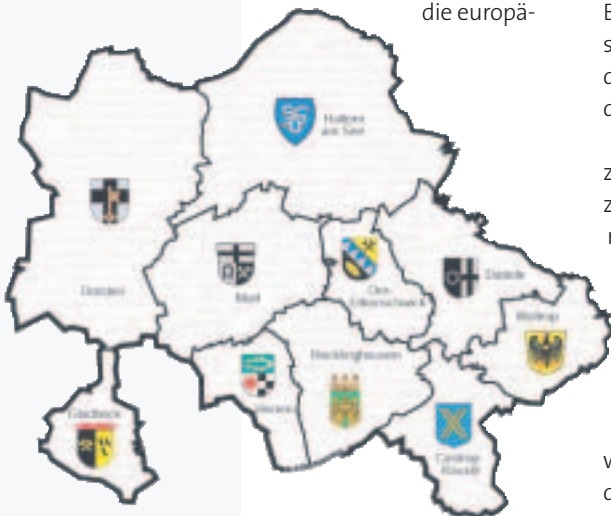 die europä-
Haltern
am See
Dorsten
Marl
Oer-
Erkenschwick
Datteln
Waltrop
Recklinghausen
Herten
Gladbeck
Castrop-
Rauxel